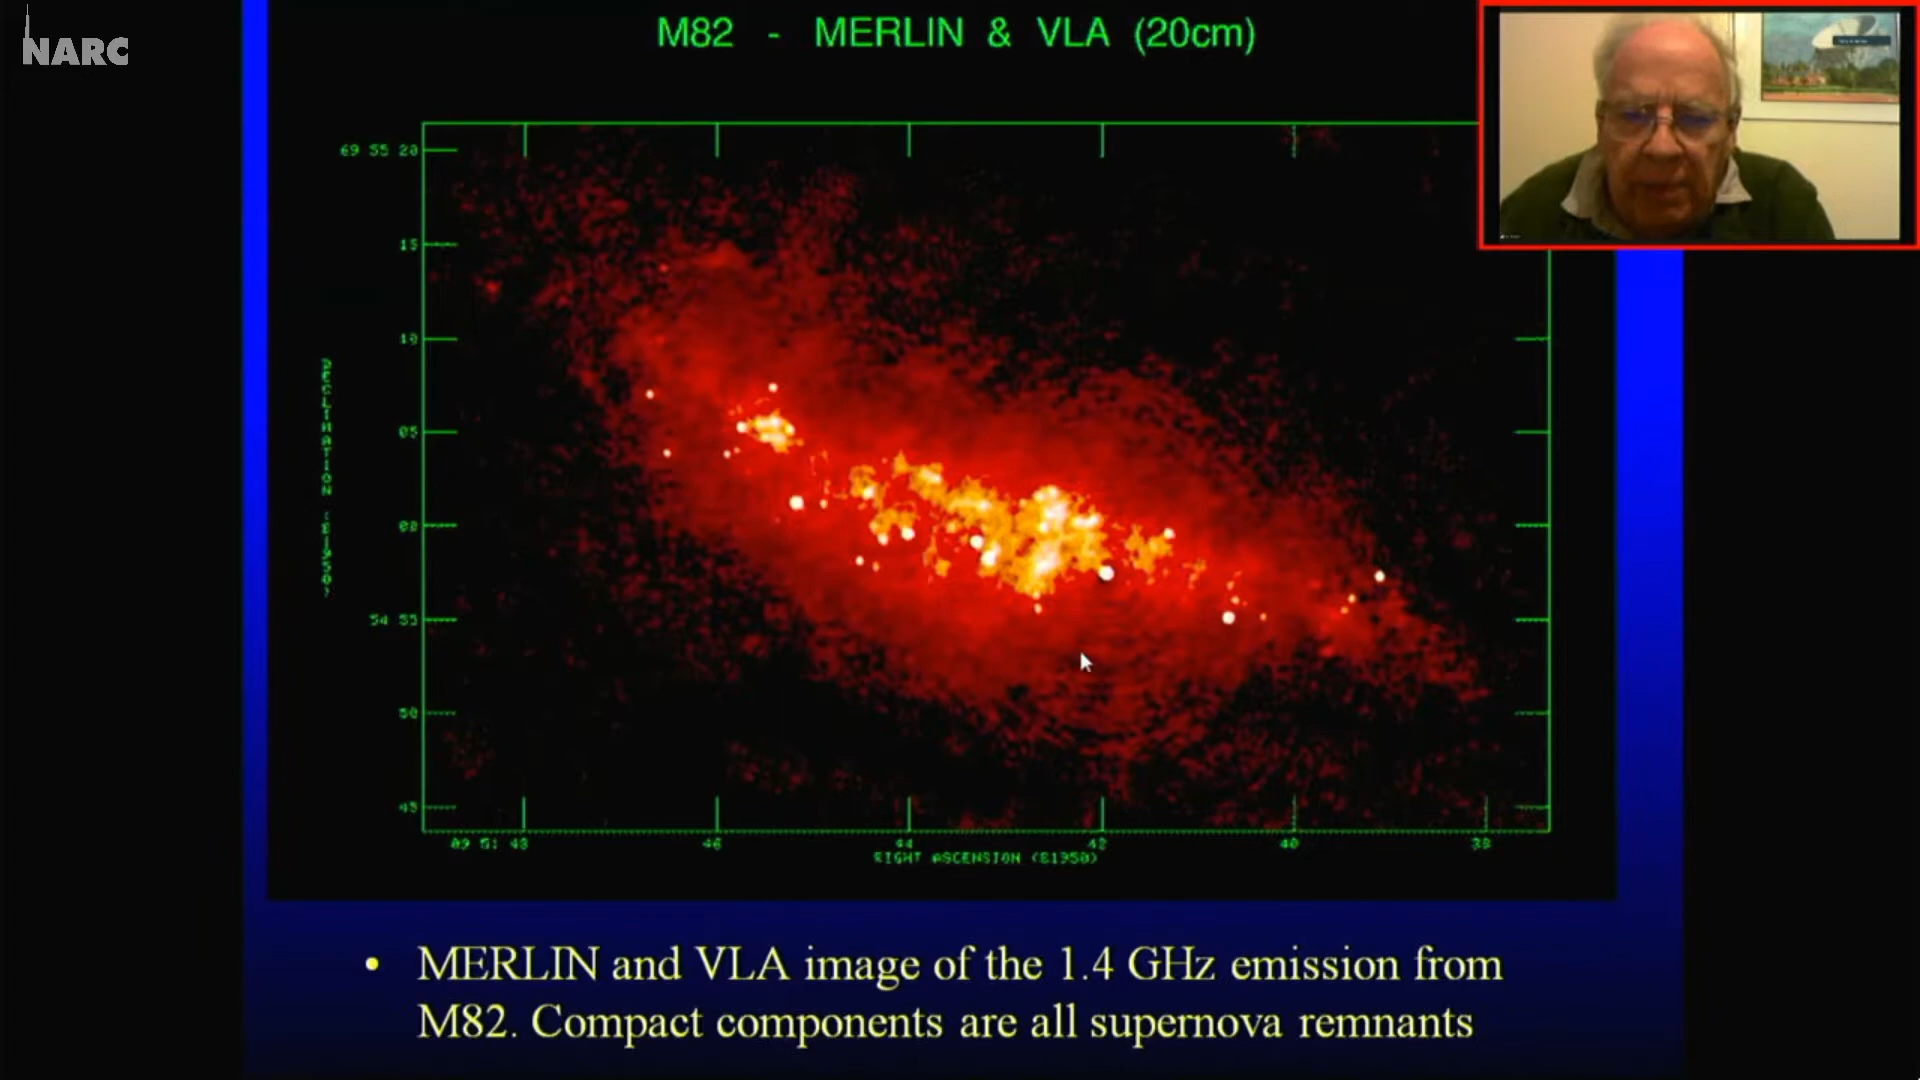 NARC
M82 - MERLIN & VLA (20cm)
69 55 20
15
10
05
00
54 55
50
45
DECLINATION (B1950)
09 51 48 46 44 42 40 38
RIGHT ASCENSION (B1950)
• MERLIN and VLA image of the 1.4 GHz emission from
M82. Compact components are all supernova remnants